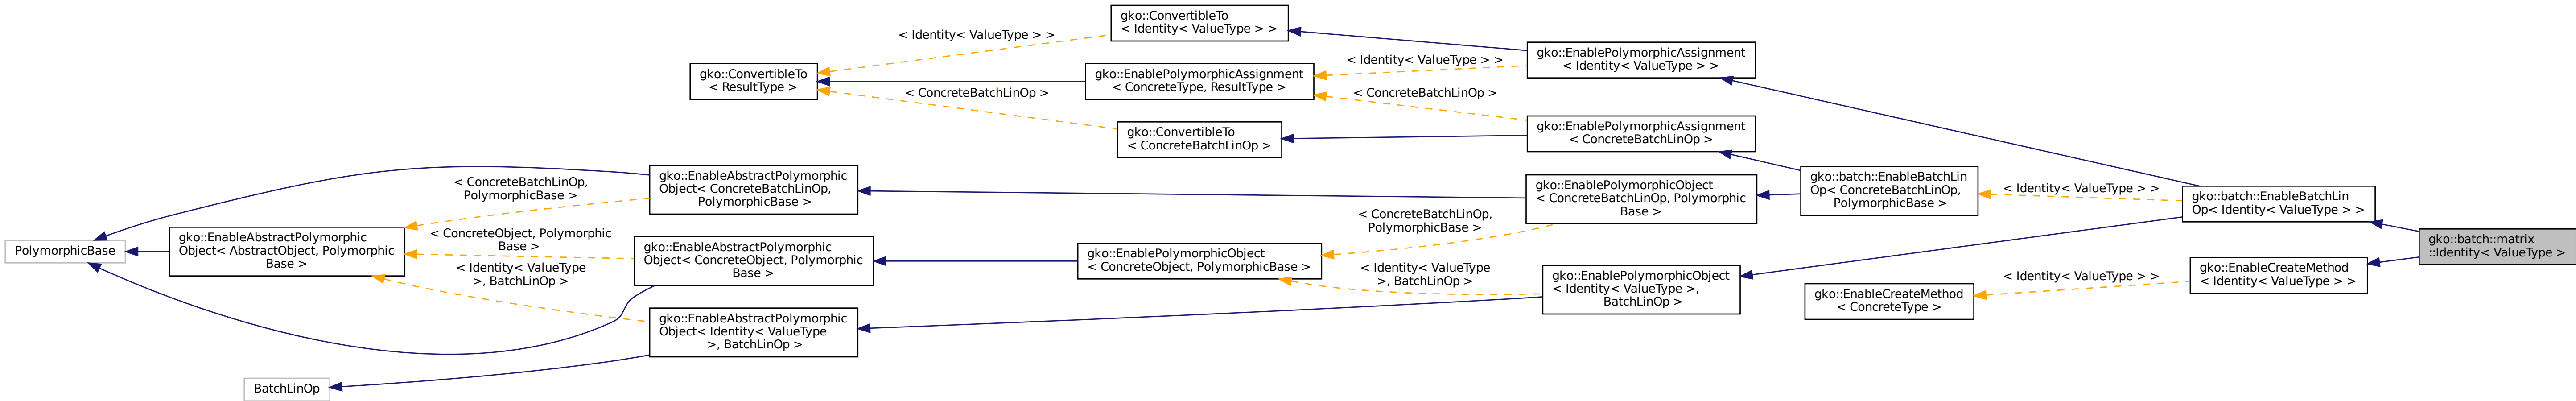 gko::ConvertibleTo
< Identity< ValueType > >
< Identity< ValueType > >
gko::EnablePolymorphicAssignment
< Identity< ValueType > >
< Identity< ValueType > >
gko::ConvertibleTo
< ResultType >
gko::EnablePolymorphicAssignment
< ConcreteType, ResultType >
< ConcreteBatchLinOp >
< ConcreteBatchLinOp >
gko::ConvertibleTo
< ConcreteBatchLinOp >
gko::EnablePolymorphicAssignment
< ConcreteBatchLinOp >
gko::EnableAbstractPolymorphic
Object< ConcreteBatchLinOp,
PolymorphicBase >
< ConcreteBatchLinOp,
PolymorphicBase >
gko::EnablePolymorphicObject
< ConcreteBatchLinOp, Polymorphic
Base >
gko::batch::EnableBatchLin
Op< ConcreteBatchLinOp,
PolymorphicBase >
< Identity< ValueType > >
gko::batch::EnableBatchLin
Op< Identity< ValueType > >
PolymorphicBase
gko::EnableAbstractPolymorphic
Object< AbstractObject, Polymorphic
Base >
< ConcreteObject, Polymorphic
Base >
gko::EnableAbstractPolymorphic
Object< ConcreteObject, Polymorphic
Base >
gko::EnablePolymorphicObject
< ConcreteObject, PolymorphicBase >
< ConcreteBatchLinOp,
PolymorphicBase >
gko::batch::matrix
::Identity< ValueType >
< Identity< ValueType
>, BatchLinOp >
< Identity< ValueType
>, BatchLinOp >
gko::EnablePolymorphicObject
< Identity< ValueType >,
BatchLinOp >
gko::EnableCreateMethod
< ConcreteType >
< Identity< ValueType > >
gko::EnableCreateMethod
< Identity< ValueType > >
gko::EnableAbstractPolymorphic
Object< Identity< ValueType
>, BatchLinOp >
BatchLinOp